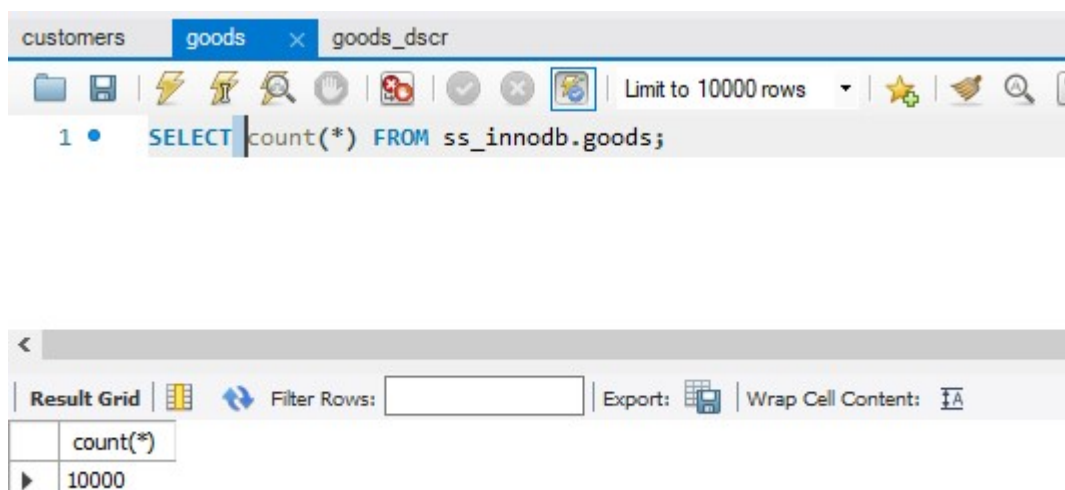 customers goods × goods_dscr
Limit to 10000 rows
1 SELECT count(*) FROM ss_innodb.goods;
Result Grid Filter Rows: Export: Wrap Cell Content: IA
count(*)
10000